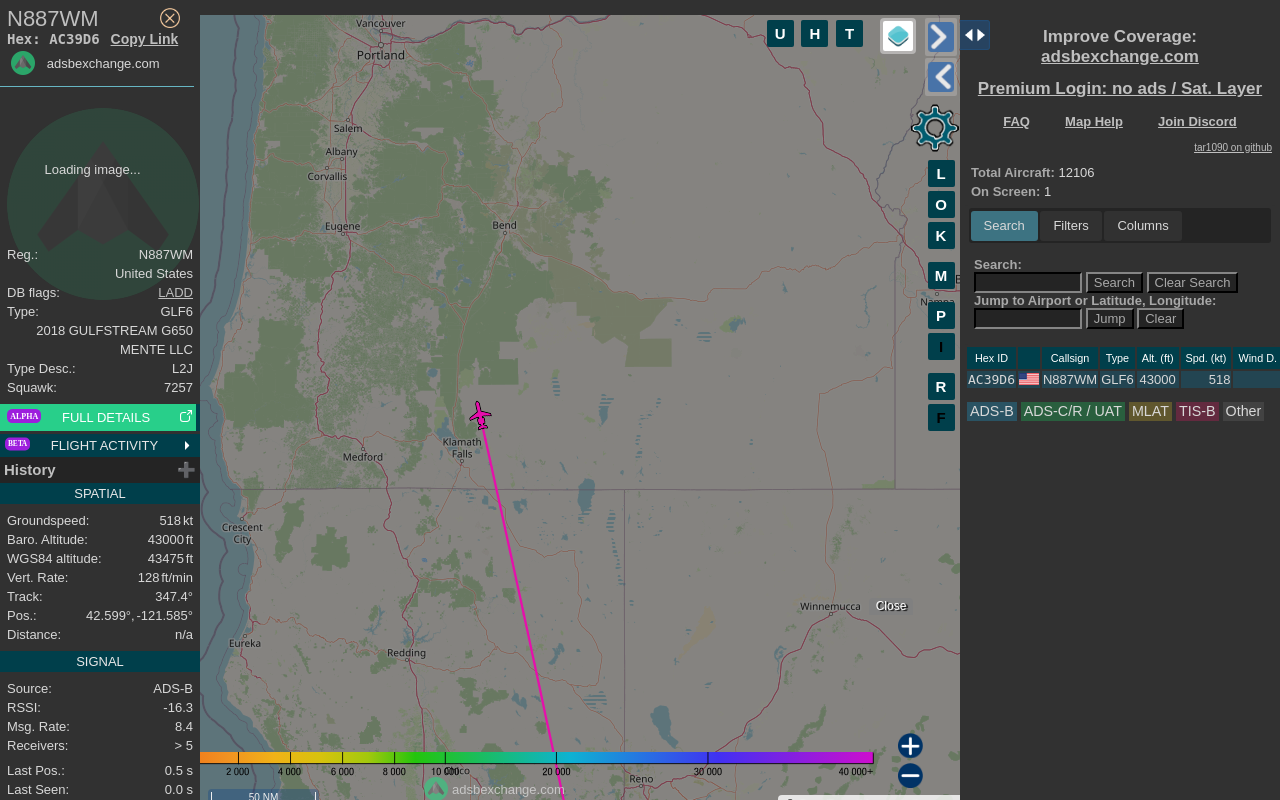 N887WM
Hex: AC39D6 Copy Link
adsbexchange.com
Loading image...
Reg.: N887WM
United States
DB flags: LADD
Type: GLF6
2018 GULFSTREAM G650
MENTE LLC
Type Desc.: L2J
Squawk: 7257
ALPHA FULL DETAILS
BETA FLIGHT ACTIVITY
History
SPATIAL
Groundspeed: 518 kt
Baro. Altitude: 43000 ft
WGS84 altitude: 43475 ft
Vert. Rate: 128 ft/min
Track: 347.4°
Pos.: 42.599°, -121.585°
Distance: n/a
SIGNAL
Source: ADS-B
RSSI: -16.3
Msg. Rate: 8.4
Receivers: > 5
Last Pos.: 0.5 s
Last Seen: 0.0 s
Vancouver
Portland
Salem
Albany
Corvallis
Eugene
Bend
Klamath
Falls
Medford
Crescent
City
Eureka
Redding
Winnemucca
Close
Nampa
Chico
Reno
U H T
L
O
K
M
P
I
R
F
2 000 4 000 6 000 8 000 10 000 20 000 30 000 40 000+
adsbexchange.com
50 NM
Improve Coverage:
adsbexchange.com
Premium Login: no ads / Sat. Layer
FAQ Map Help Join Discord
tar1090 on github
Total Aircraft: 12106
On Screen: 1
Search Filters Columns
Search:
Search Clear Search
Jump to Airport or Latitude, Longitude:
Jump Clear
Hex ID Callsign Type Alt. (ft) Spd. (kt) Wind D.
AC39D6 N887WM GLF6 43000 518
ADS-B ADS-C/R / UAT MLAT TIS-B Other